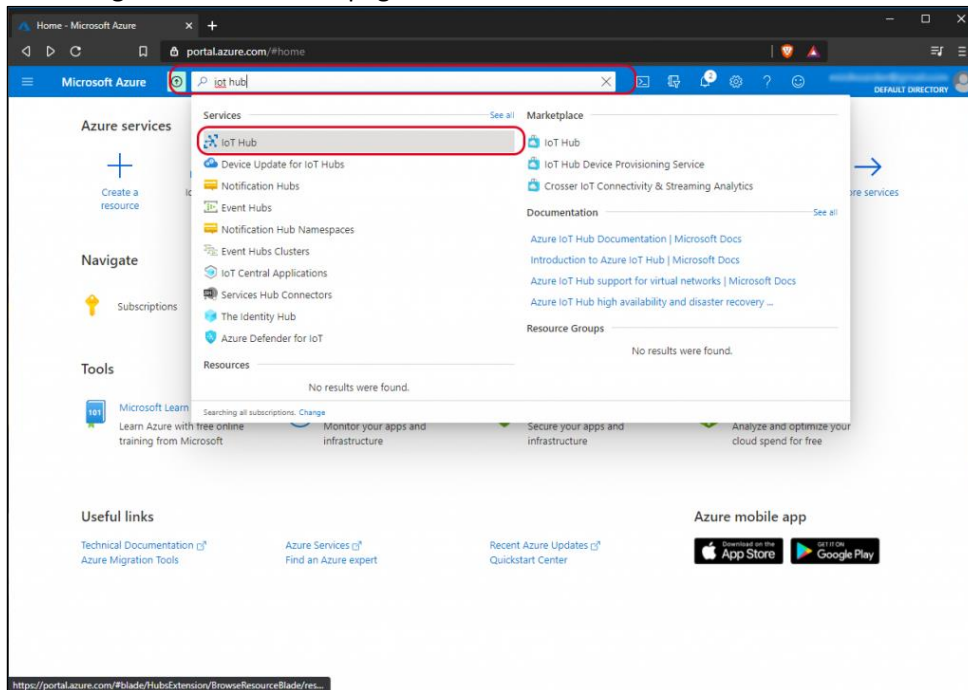 Home - Microsoft Azure
portal.azure.com/#home
Microsoft Azure
iot hub
2
DEFAULT DIRECTORY
Azure services
Create a
resource
Services
See all
IoT Hub
Device Update for IoT Hubs
Notification Hubs
Event Hubs
Notification Hub Namespaces
Event Hubs Clusters
IoT Central Applications
Services Hub Connectors
The Identity Hub
Azure Defender for IoT
Resources
No results were found.
Searching all subscriptions. Change
Marketplace
IoT Hub
IoT Hub Device Provisioning Service
Crosser IoT Connectivity & Streaming Analytics
Documentation
See all
Azure IoT Hub Documentation | Microsoft Docs
Introduction to Azure IoT Hub | Microsoft Docs
Azure IoT Hub support for virtual networks | Microsoft Docs
Azure IoT Hub high availability and disaster recovery ...
Resource Groups
No results were found.
services
Navigate
Subscriptions
Tools
101
Microsoft Learn
Learn Azure with free online
training from Microsoft
Monitor your apps and
infrastructure
Secure your apps and
infrastructure
Analyze and optimize your
cloud spend for free
Useful links
Technical Documentation
Azure Migration Tools
Azure Services
Find an Azure expert
Recent Azure Updates
Quickstart Center
Azure mobile app
Download on the
App Store
GET IT ON
Google Play
https://portal.azure.com/#blade/HubsExtension/BrowseResourceBlade/res...